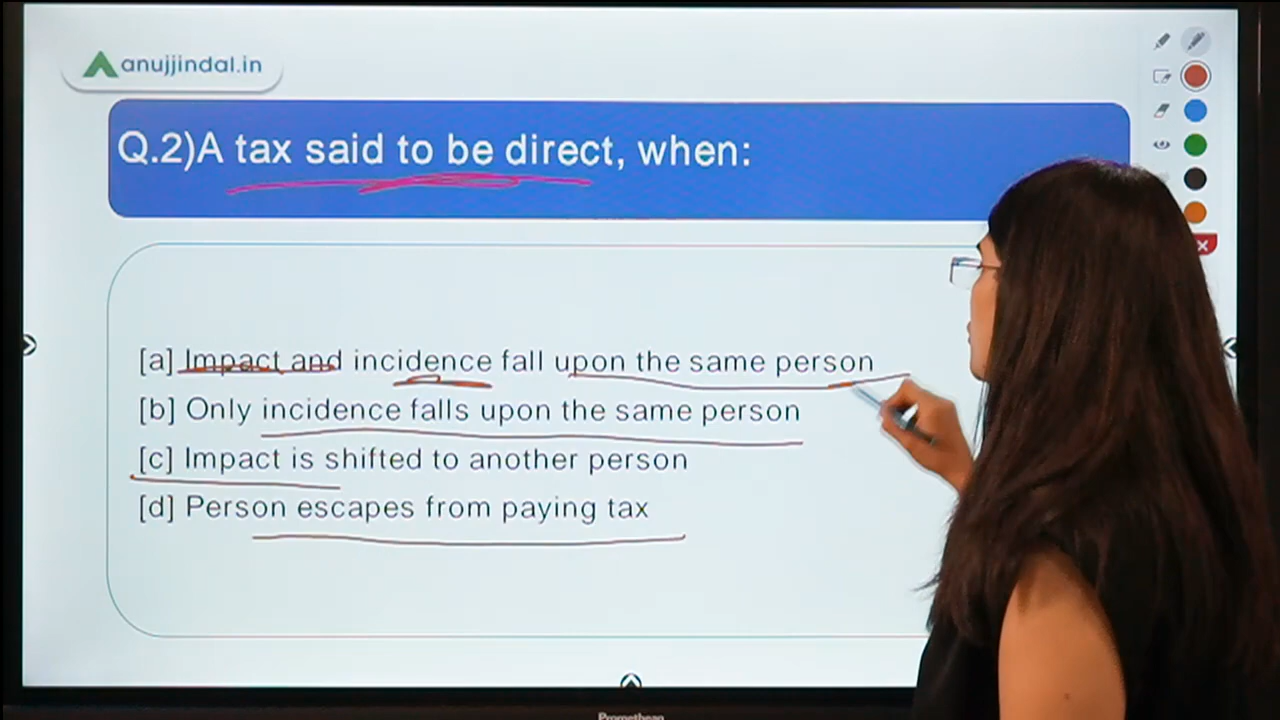 anujjindal.in
Q.2)A tax said to be direct, when:
[a] Impact and incidence fall upon the same person
[b] Only incidence falls upon the same person
[c] Impact is shifted to another person
[d] Person escapes from paying tax
Promethean